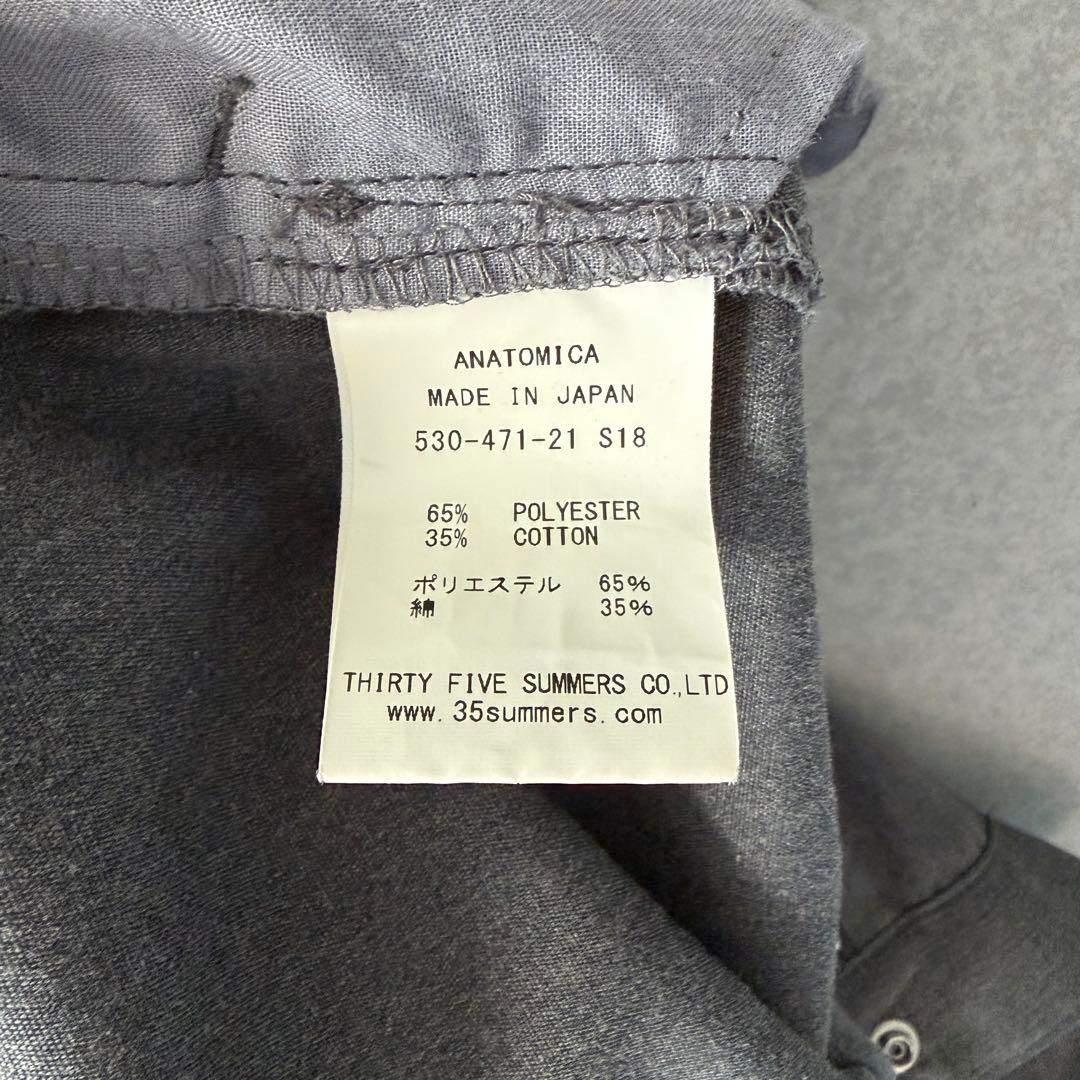 ANATOMICA
MADE IN JAPAN
530-471-21 S18
65% POLYESTER
35% COTTON
ポリエステル 65%
綿 35%
THIRTY FIVE SUMMERS CO.,LTD
www.35summers.com